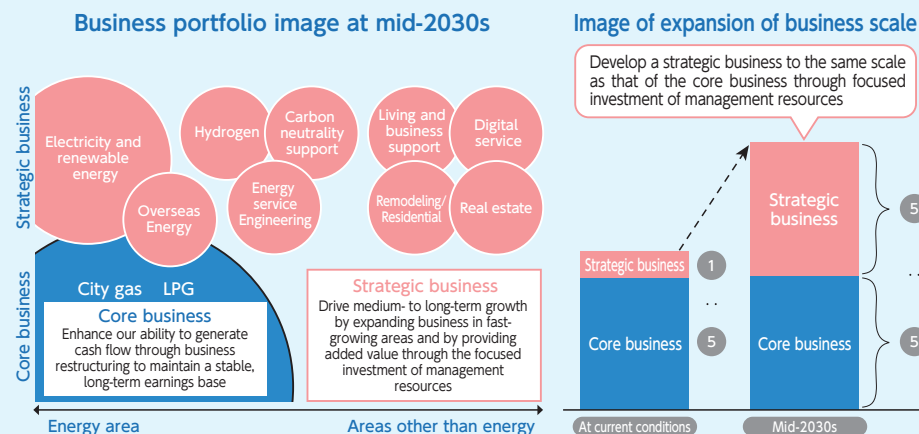 Business portfolio image at mid-2030s
Strategic business
Core business
Electricity and
renewable
energy
Overseas
Energy
Hydrogen
Carbon
neutrality
support
Energy
service
Engineering
Living and
business
support
Digital
service
Remodeling/
Residential
Real estate
City gas LPG
Core business
Enhance our ability to generate
cash flow through business
restructuring to maintain a stable,
long-term earnings base
Strategic business
Drive medium- to long-term growth
by expanding business in fast-
growing areas and by providing
added value through the focused
investment of management
resources
Energy area
Areas other than energy
Image of expansion of business scale
Develop a strategic business to the same scale
as that of the core business through focused
investment of management resources
Strategic business
1
..
Core business
5
At current conditions
Strategic
business
5
..
Core business
5
Mid-2030s